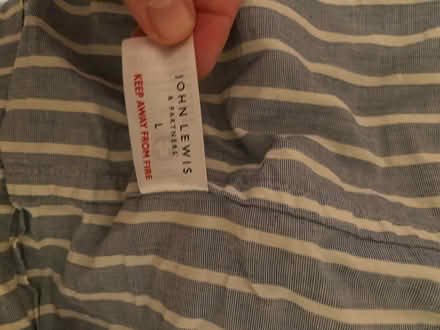 JOHN LEWIS
& PARTNERS
L
KEEP AWAY FROM FIRE